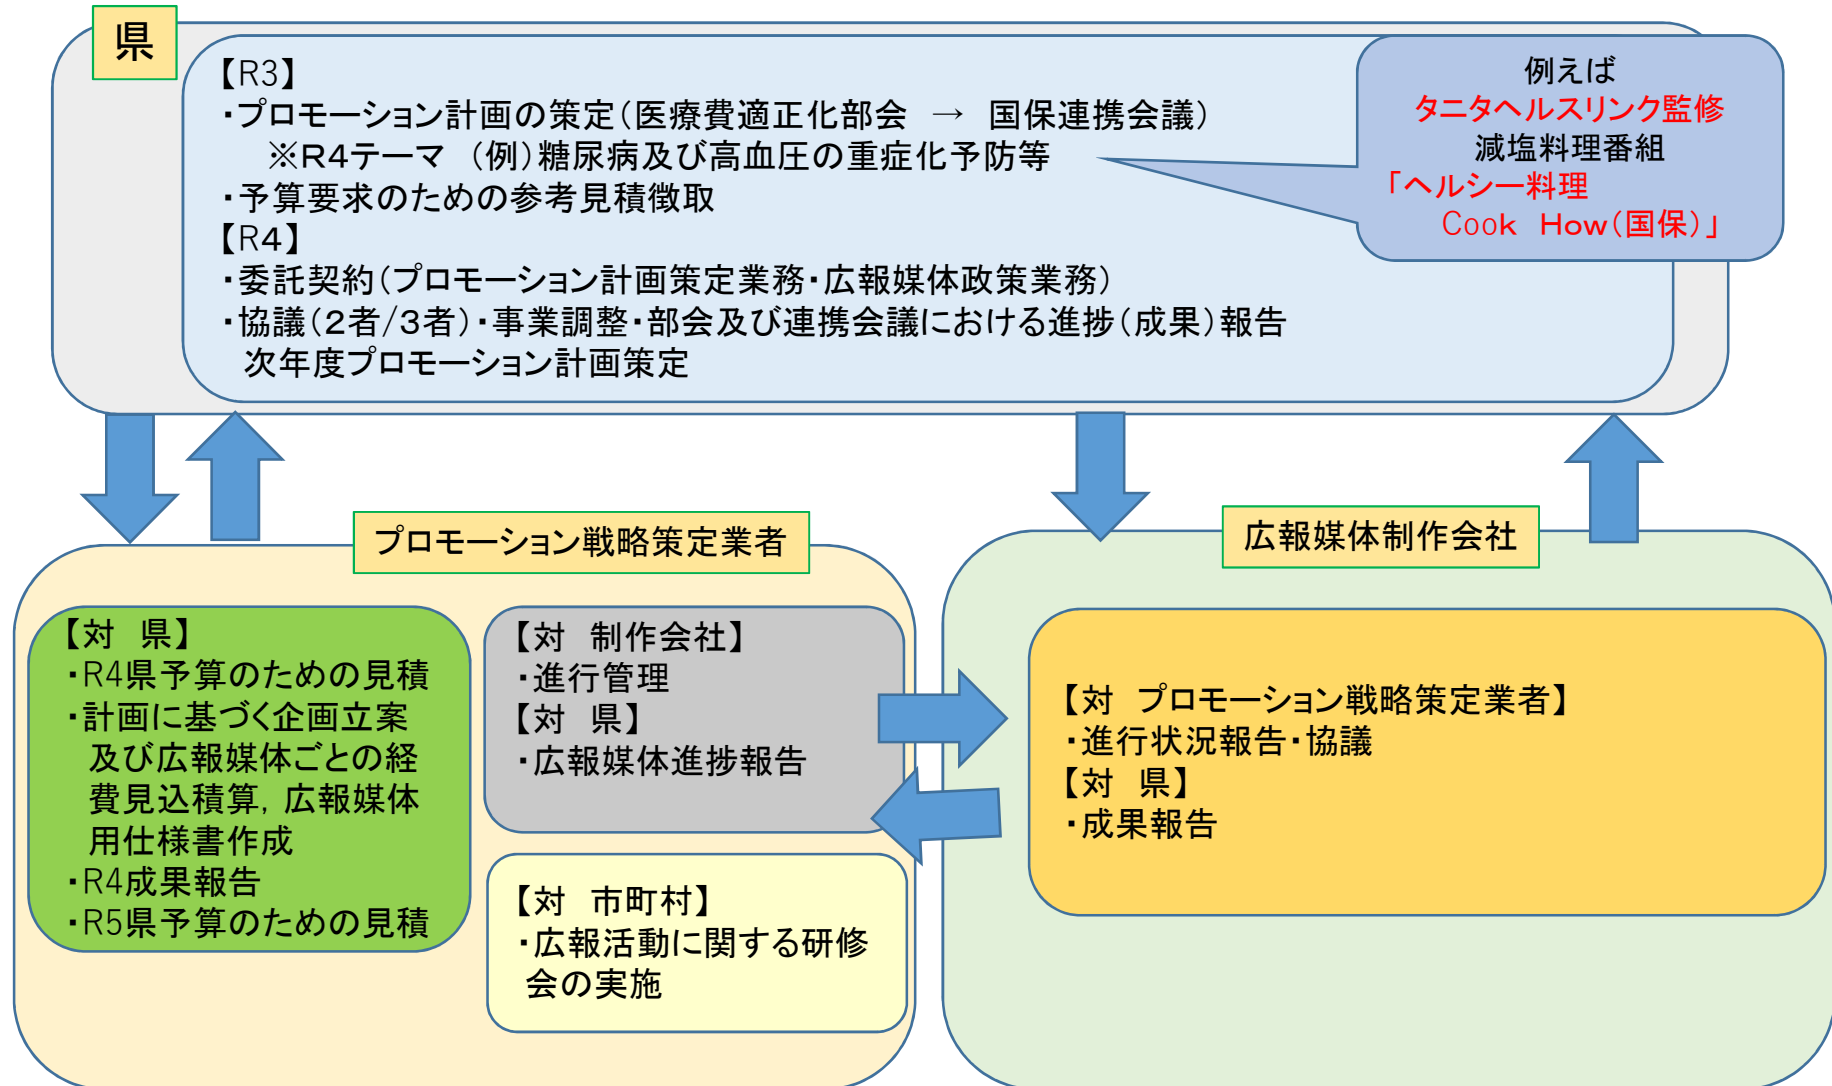 県
【R3】
・プロモーション計画の策定(医療費適正化部会 → 国保連携会議)
※R4テーマ (例)糖尿病及び高血圧の重症化予防等
・予算要求のための参考見積徴取
【R4】
・委託契約(プロモーション計画策定業務・広報媒体政策業務)
・協議(2者/3者)・事業調整・部会及び連携会議における進捗(成果)報告
次年度プロモーション計画策定
例えば
タニタヘルスリンク監修
減塩料理番組
「ヘルシー料理
Cook How(国保)」
プロモーション戦略策定業者
【対 県】
・R4県予算のための見積
・計画に基づく企画立案
及び広報媒体ごとの経
費見込積算,広報媒体
用仕様書作成
・R4成果報告
・R5県予算のための見積
【対 制作会社】
・進行管理
【対 県】
・広報媒体進捗報告
【対 市町村】
・広報活動に関する研修
会の実施
広報媒体制作会社
【対 プロモーション戦略策定業者】
・進行状況報告・協議
【対 県】
・成果報告